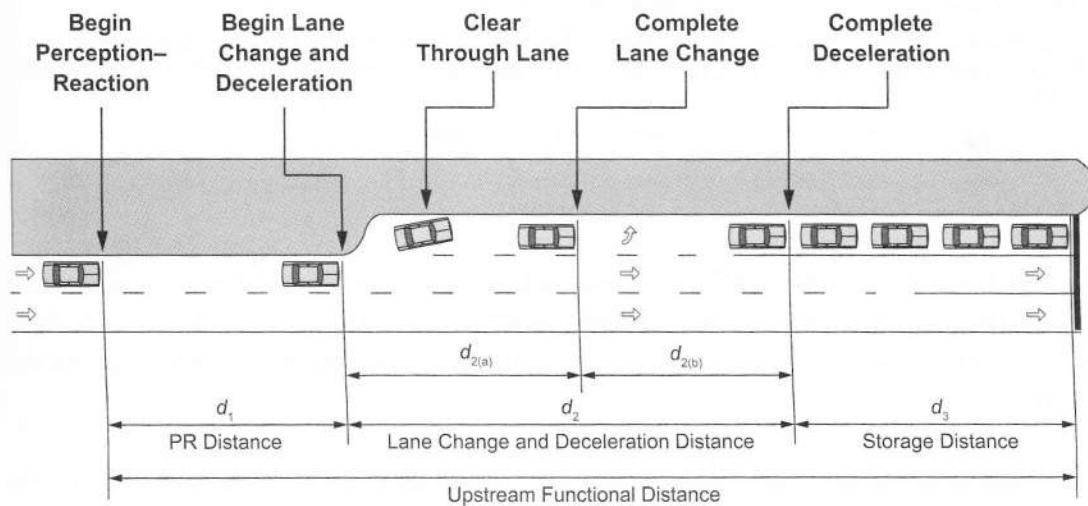 Begin
Perception–
Reaction
Begin Lane
Change and
Deceleration
Clear
Through Lane
Complete
Lane Change
Complete
Deceleration
d2(a)
d2(b)
d1
d2
d3
PR Distance
Lane Change and Deceleration Distance
Storage Distance
Upstream Functional Distance